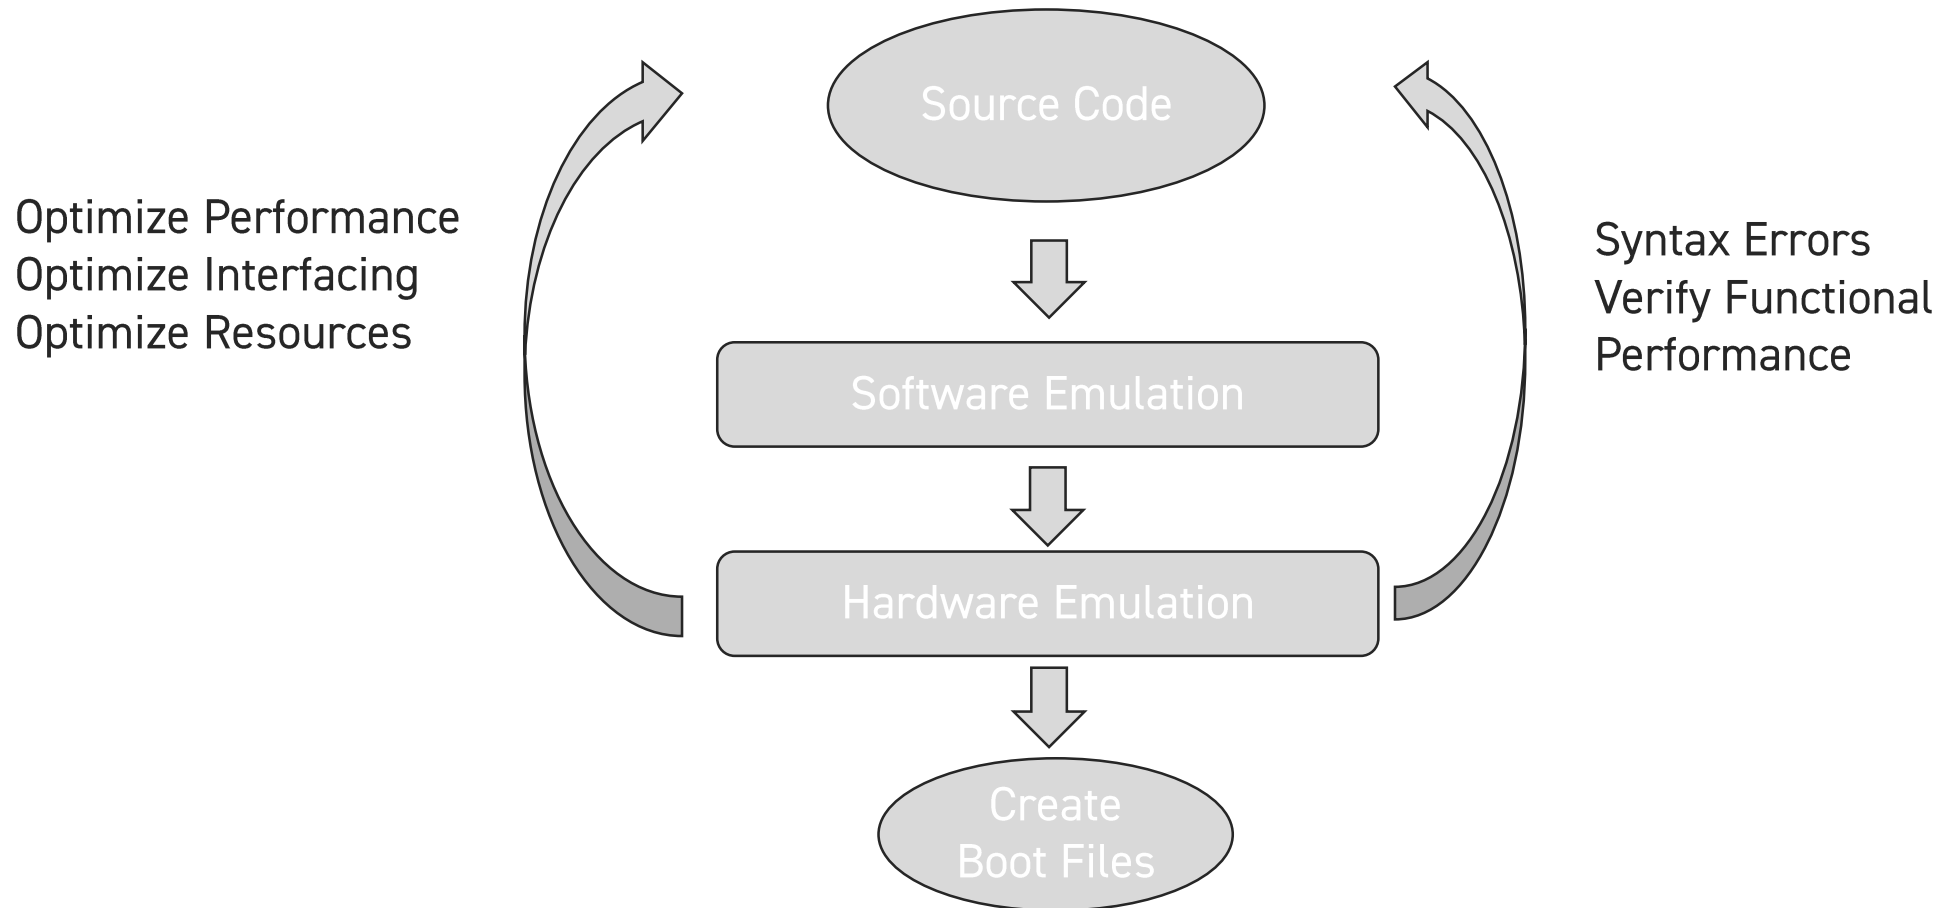 Source Code
Optimize Performance
Optimize Interfacing
Optimize Resources
Syntax Errors
Verify Functional
Performance
Software Emulation
Hardware Emulation
Create
Boot Files